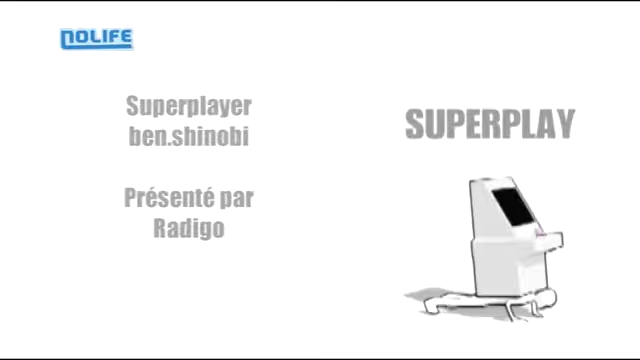 NOLIFE
Superplayer
ben.shinobi
Présenté par
Radigo
SUPERPLAY